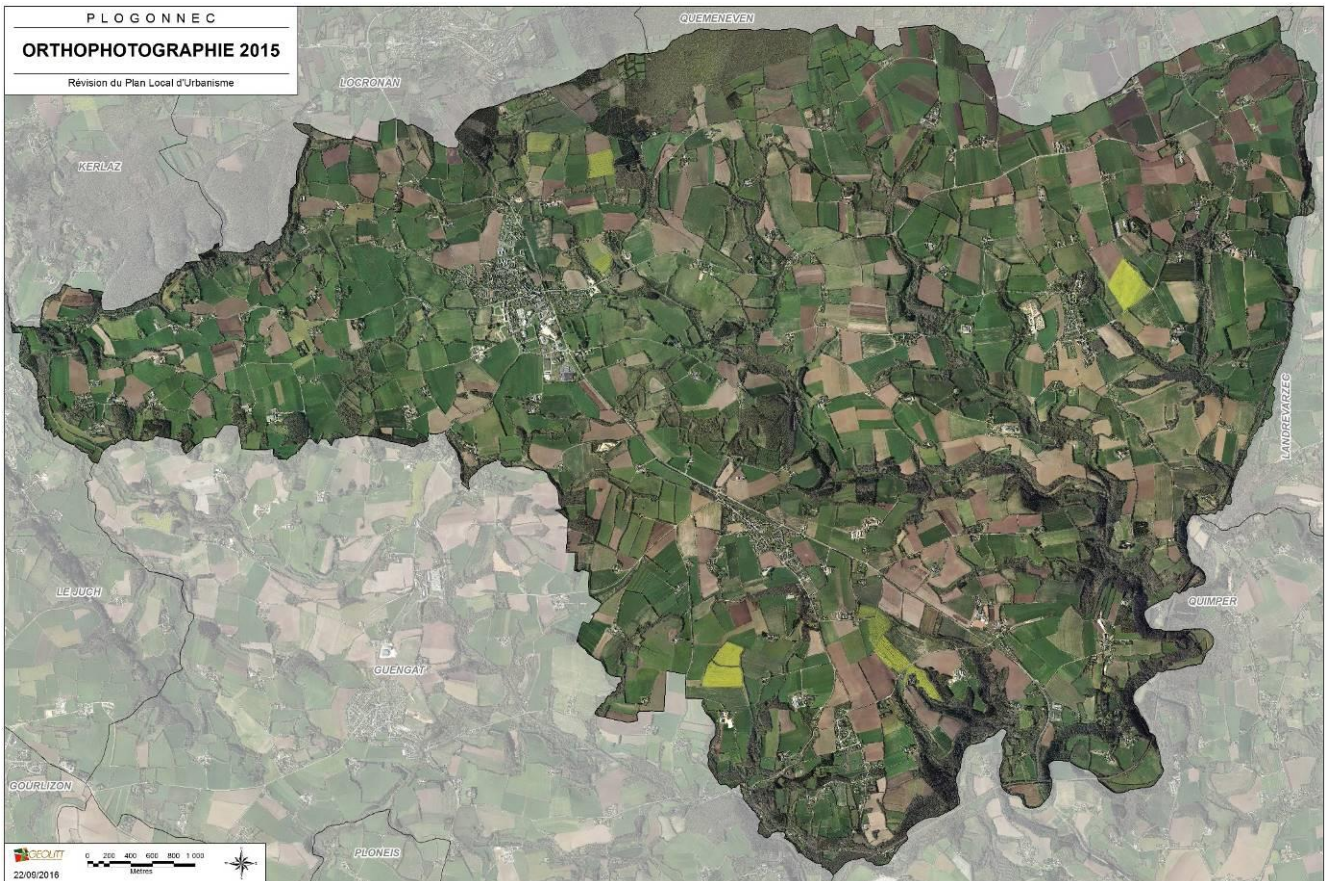 PLOGONNEC
ORTHOPHOTOGRAPHIE 2015
Révision du Plan Local d'Urbanisme
QUEMENEVEN
LOCRONAN
KERLAZ
LANDREVARZEC
LE JUCH
QUIMPER
GUENGAT
GOURLIZON
PLONEIS
GEOLITT
22/09/2016
0 200 400 600 800 1 000
Mètres